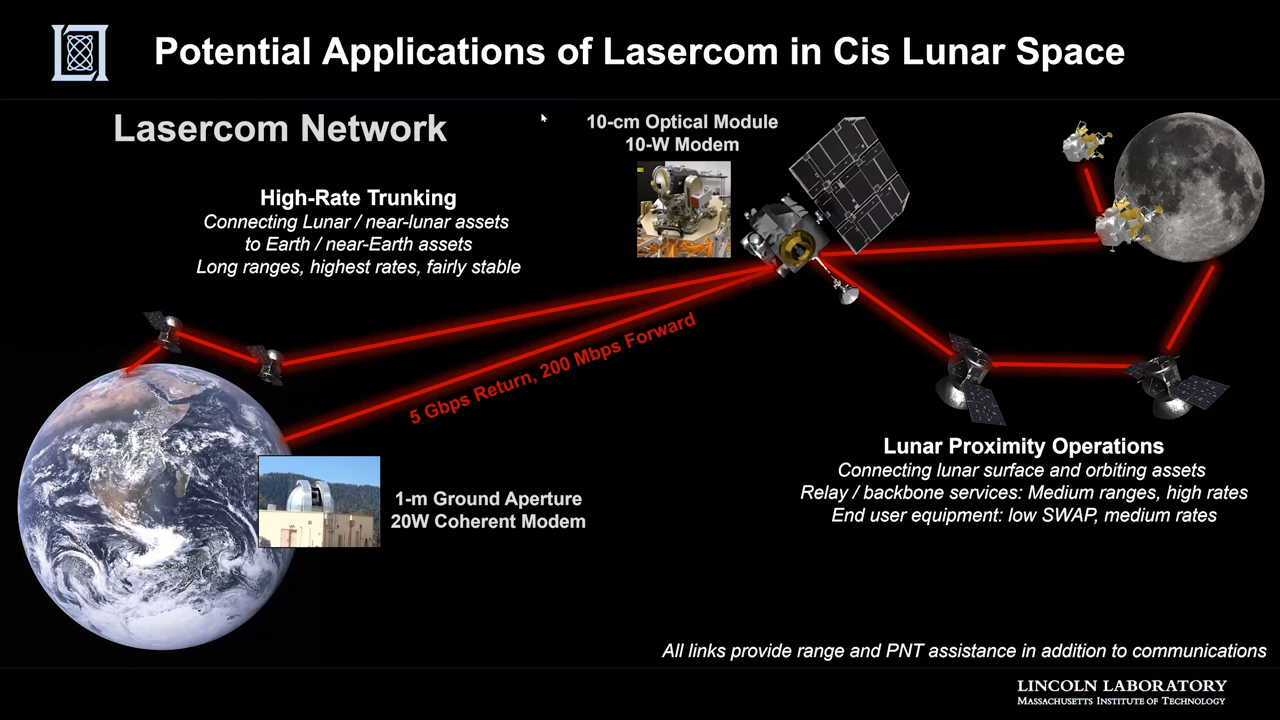 Potential Applications of Lasercom in Cis Lunar Space
Lasercom Network
10-cm Optical Module
10-W Modem
High-Rate Trunking
Connecting Lunar / near-lunar assets
to Earth / near-Earth assets
Long ranges, highest rates, fairly stable
5 Gbps Return, 200 Mbps Forward
Lunar Proximity Operations
Connecting lunar surface and orbiting assets
Relay / backbone services: Medium ranges, high rates
End user equipment: low SWAP, medium rates
1-m Ground Aperture
20W Coherent Modem
All links provide range and PNT assistance in addition to communications
LINCOLN LABORATORY
MASSACHUSETTS INSTITUTE OF TECHNOLOGY